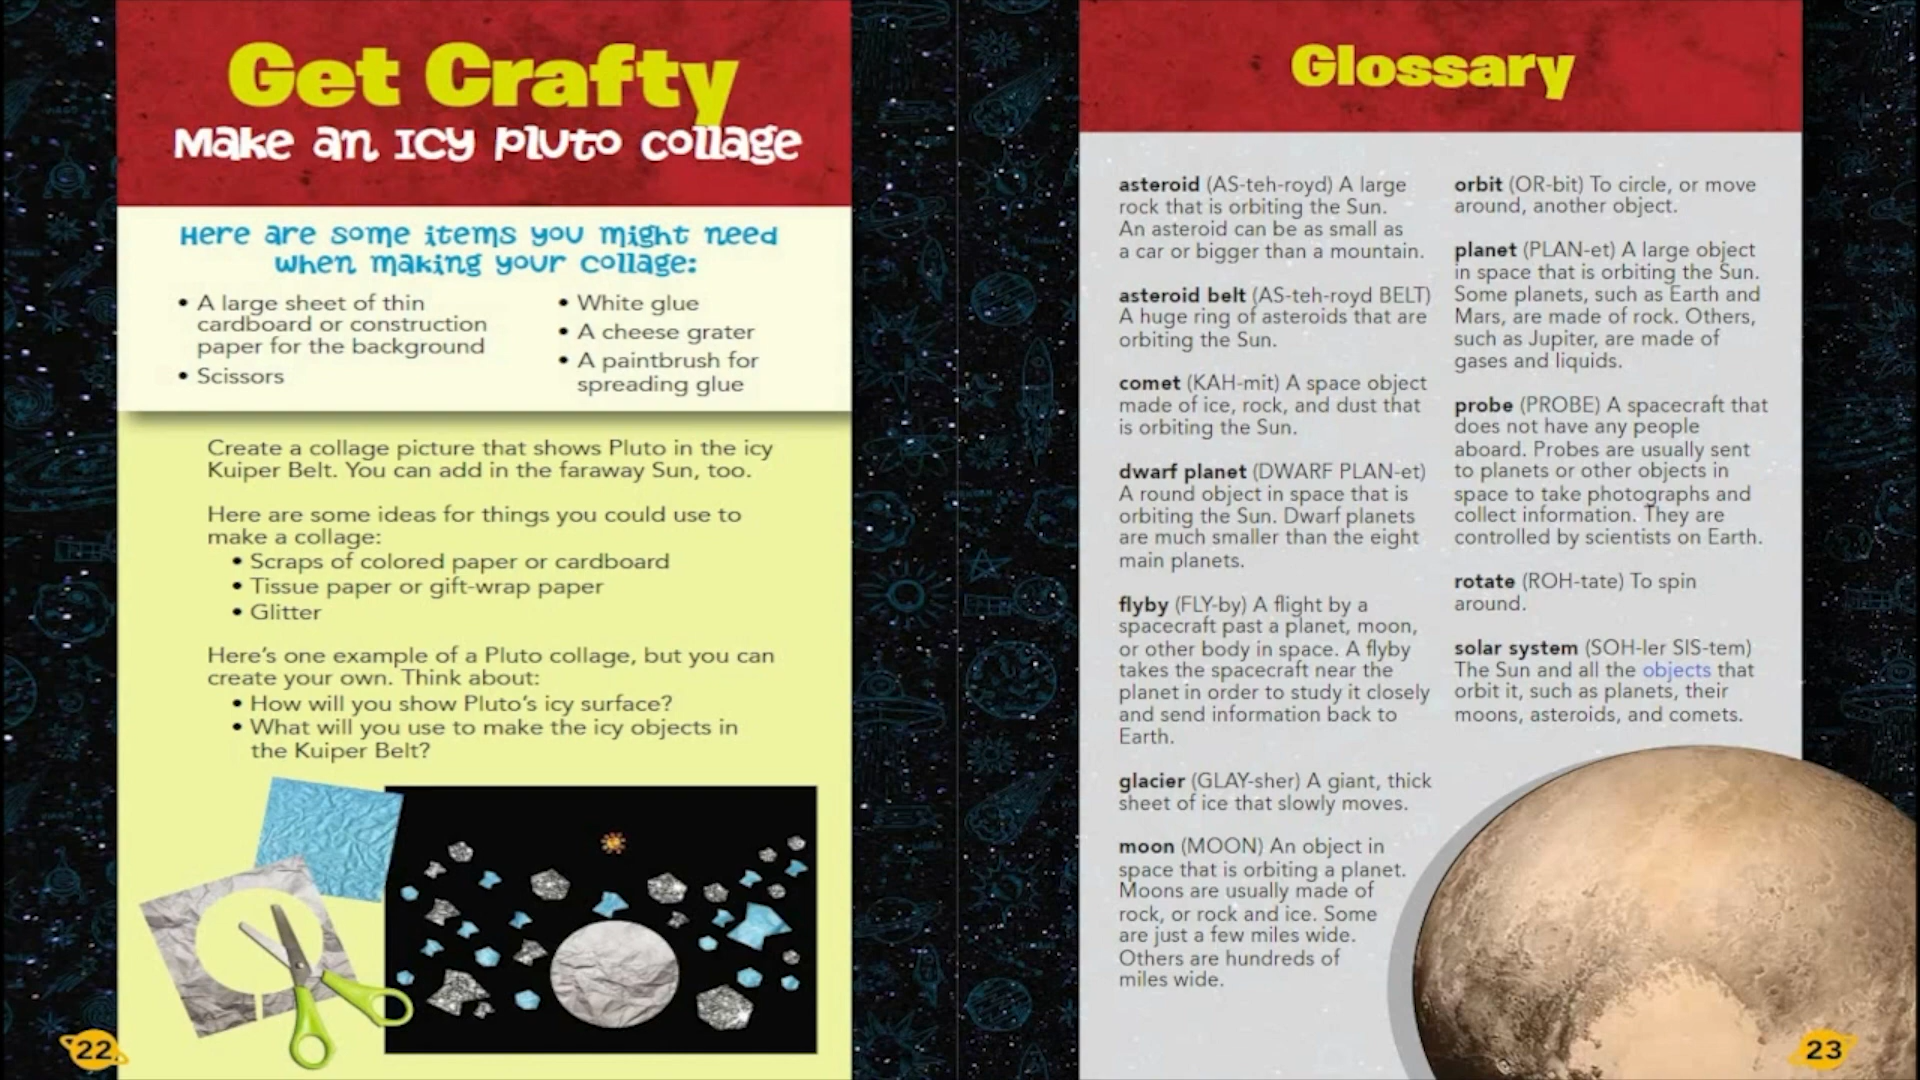 Get Crafty
Make an Icy Pluto Collage
Here are some items you might need
when making your collage:
• A large sheet of thin
cardboard or construction
paper for the background
• Scissors
• White glue
• A cheese grater
• A paintbrush for
spreading glue
Create a collage picture that shows Pluto in the icy
Kuiper Belt. You can add in the faraway Sun, too.
Here are some ideas for things you could use to
make a collage:
• Scraps of colored paper or cardboard
• Tissue paper or gift-wrap paper
• Glitter
Here's one example of a Pluto collage, but you can
create your own. Think about:
• How will you show Pluto's icy surface?
• What will you use to make the icy objects in
the Kuiper Belt?
22
Glossary
asteroid (AS-teh-royd) A large
rock that is orbiting the Sun.
An asteroid can be as small as
a car or bigger than a mountain.
asteroid belt (AS-teh-royd BELT)
A huge ring of asteroids that are
orbiting the Sun.
comet (KAH-mit) A space object
made of ice, rock, and dust that
is orbiting the Sun.
dwarf planet (DWARF PLAN-et)
A round object in space that is
orbiting the Sun. Dwarf planets
are much smaller than the eight
main planets.
flyby (FLY-by) A flight by a
spacecraft past a planet, moon,
or other body in space. A flyby
takes the spacecraft near the
planet in order to study it closely
and send information back to
Earth.
glacier (GLAY-sher) A giant, thick
sheet of ice that slowly moves.
moon (MOON) An object in
space that is orbiting a planet.
Moons are usually made of
rock, or rock and ice. Some
are just a few miles wide.
Others are hundreds of
miles wide.
orbit (OR-bit) To circle, or move
around, another object.
planet (PLAN-et) A large object
in space that is orbiting the Sun.
Some planets, such as Earth and
Mars, are made of rock. Others,
such as Jupiter, are made of
gases and liquids.
probe (PROBE) A spacecraft that
does not have any people
aboard. Probes are usually sent
to planets or other objects in
space to take photographs and
collect information. They are
controlled by scientists on Earth.
rotate (ROH-tate) To spin
around.
solar system (SOH-ler SIS-tem)
The Sun and all the objects that
orbit it, such as planets, their
moons, asteroids, and comets.
23